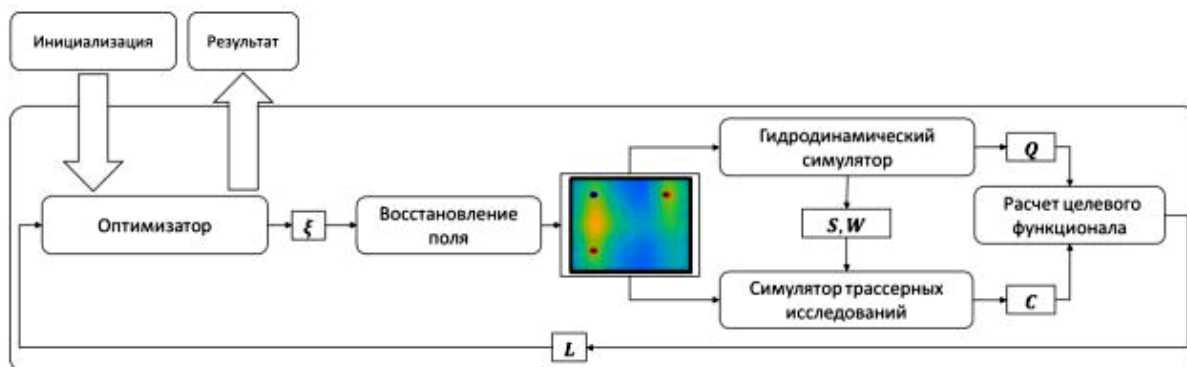 Инициализация
Результат
Оптимизатор
ξ
Восстановление
поля
Гидродинамический
симулятор
Q
S, W
Расчет целевого
функционала
Симулятор трассерных
исследований
C
L